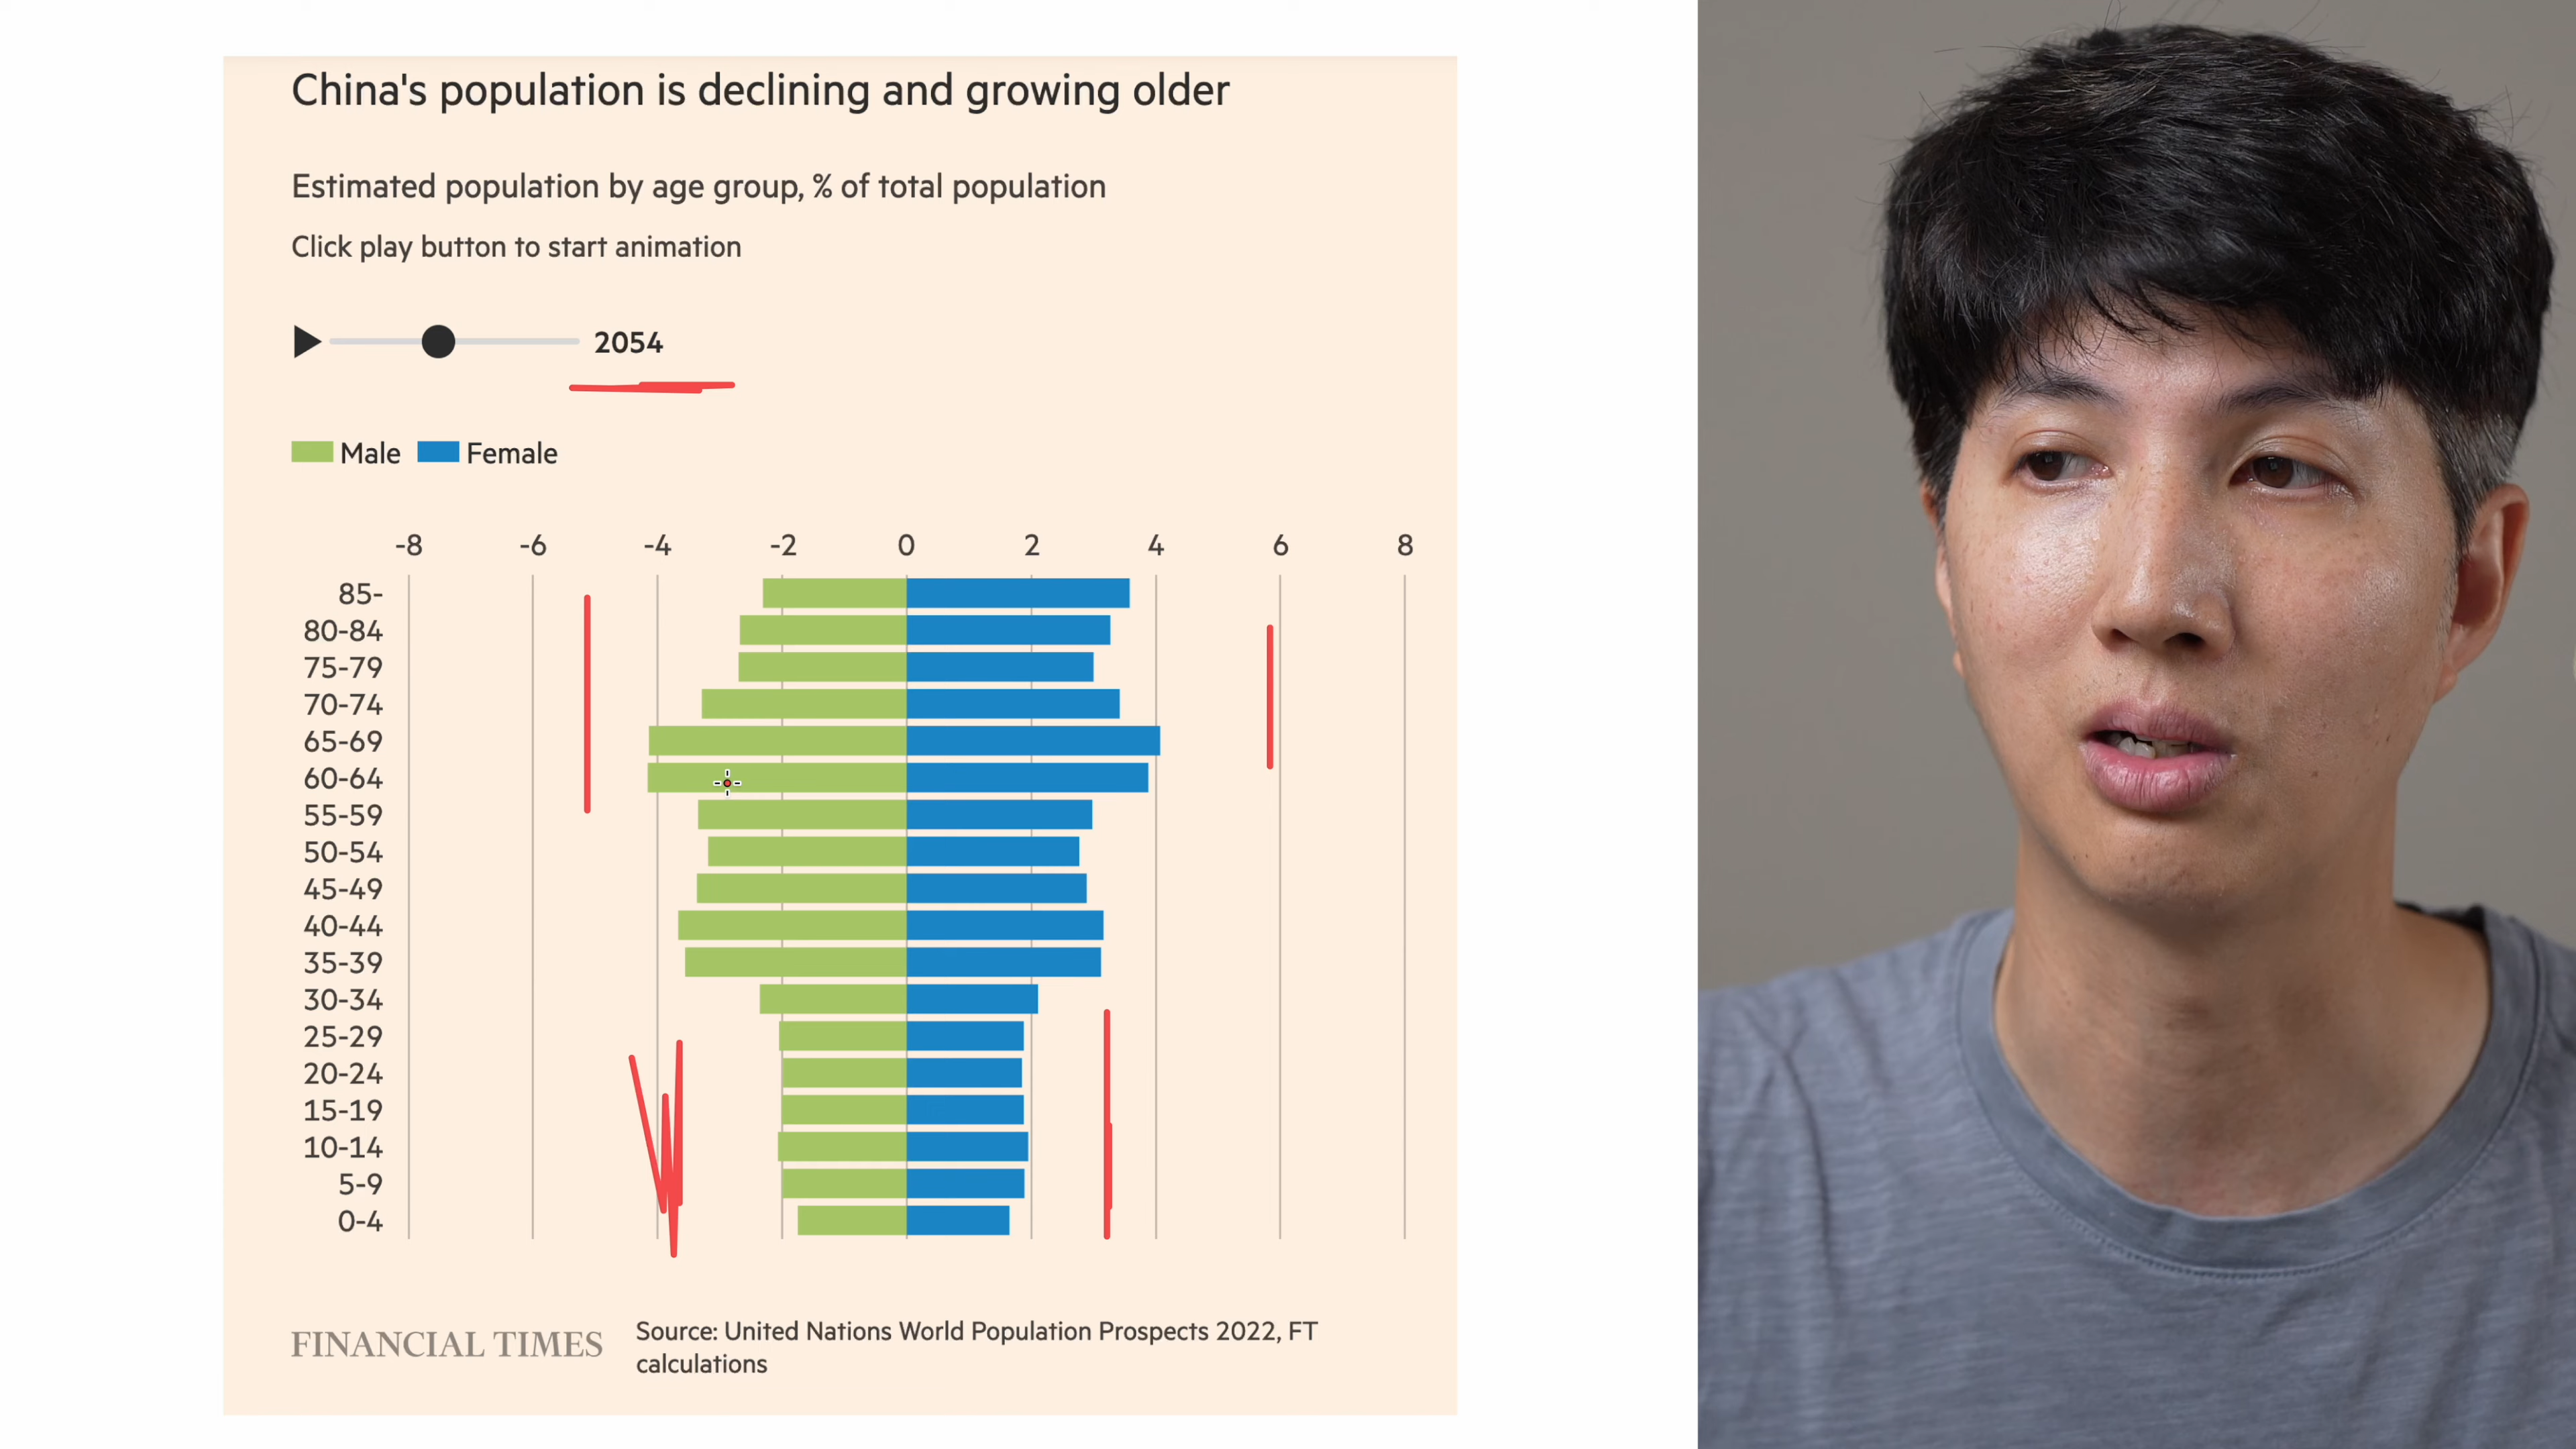 China's population is declining and growing older
Estimated population by age group, % of total population
Click play button to start animation
2054
Male Female
-8 -6 -4 -2 0 2 4 6 8
85-
80-84
75-79
70-74
65-69
60-64
55-59
50-54
45-49
40-44
35-39
30-34
25-29
20-24
15-19
10-14
5-9
0-4
FINANCIAL TIMES
Source: United Nations World Population Prospects 2022, FT
calculations